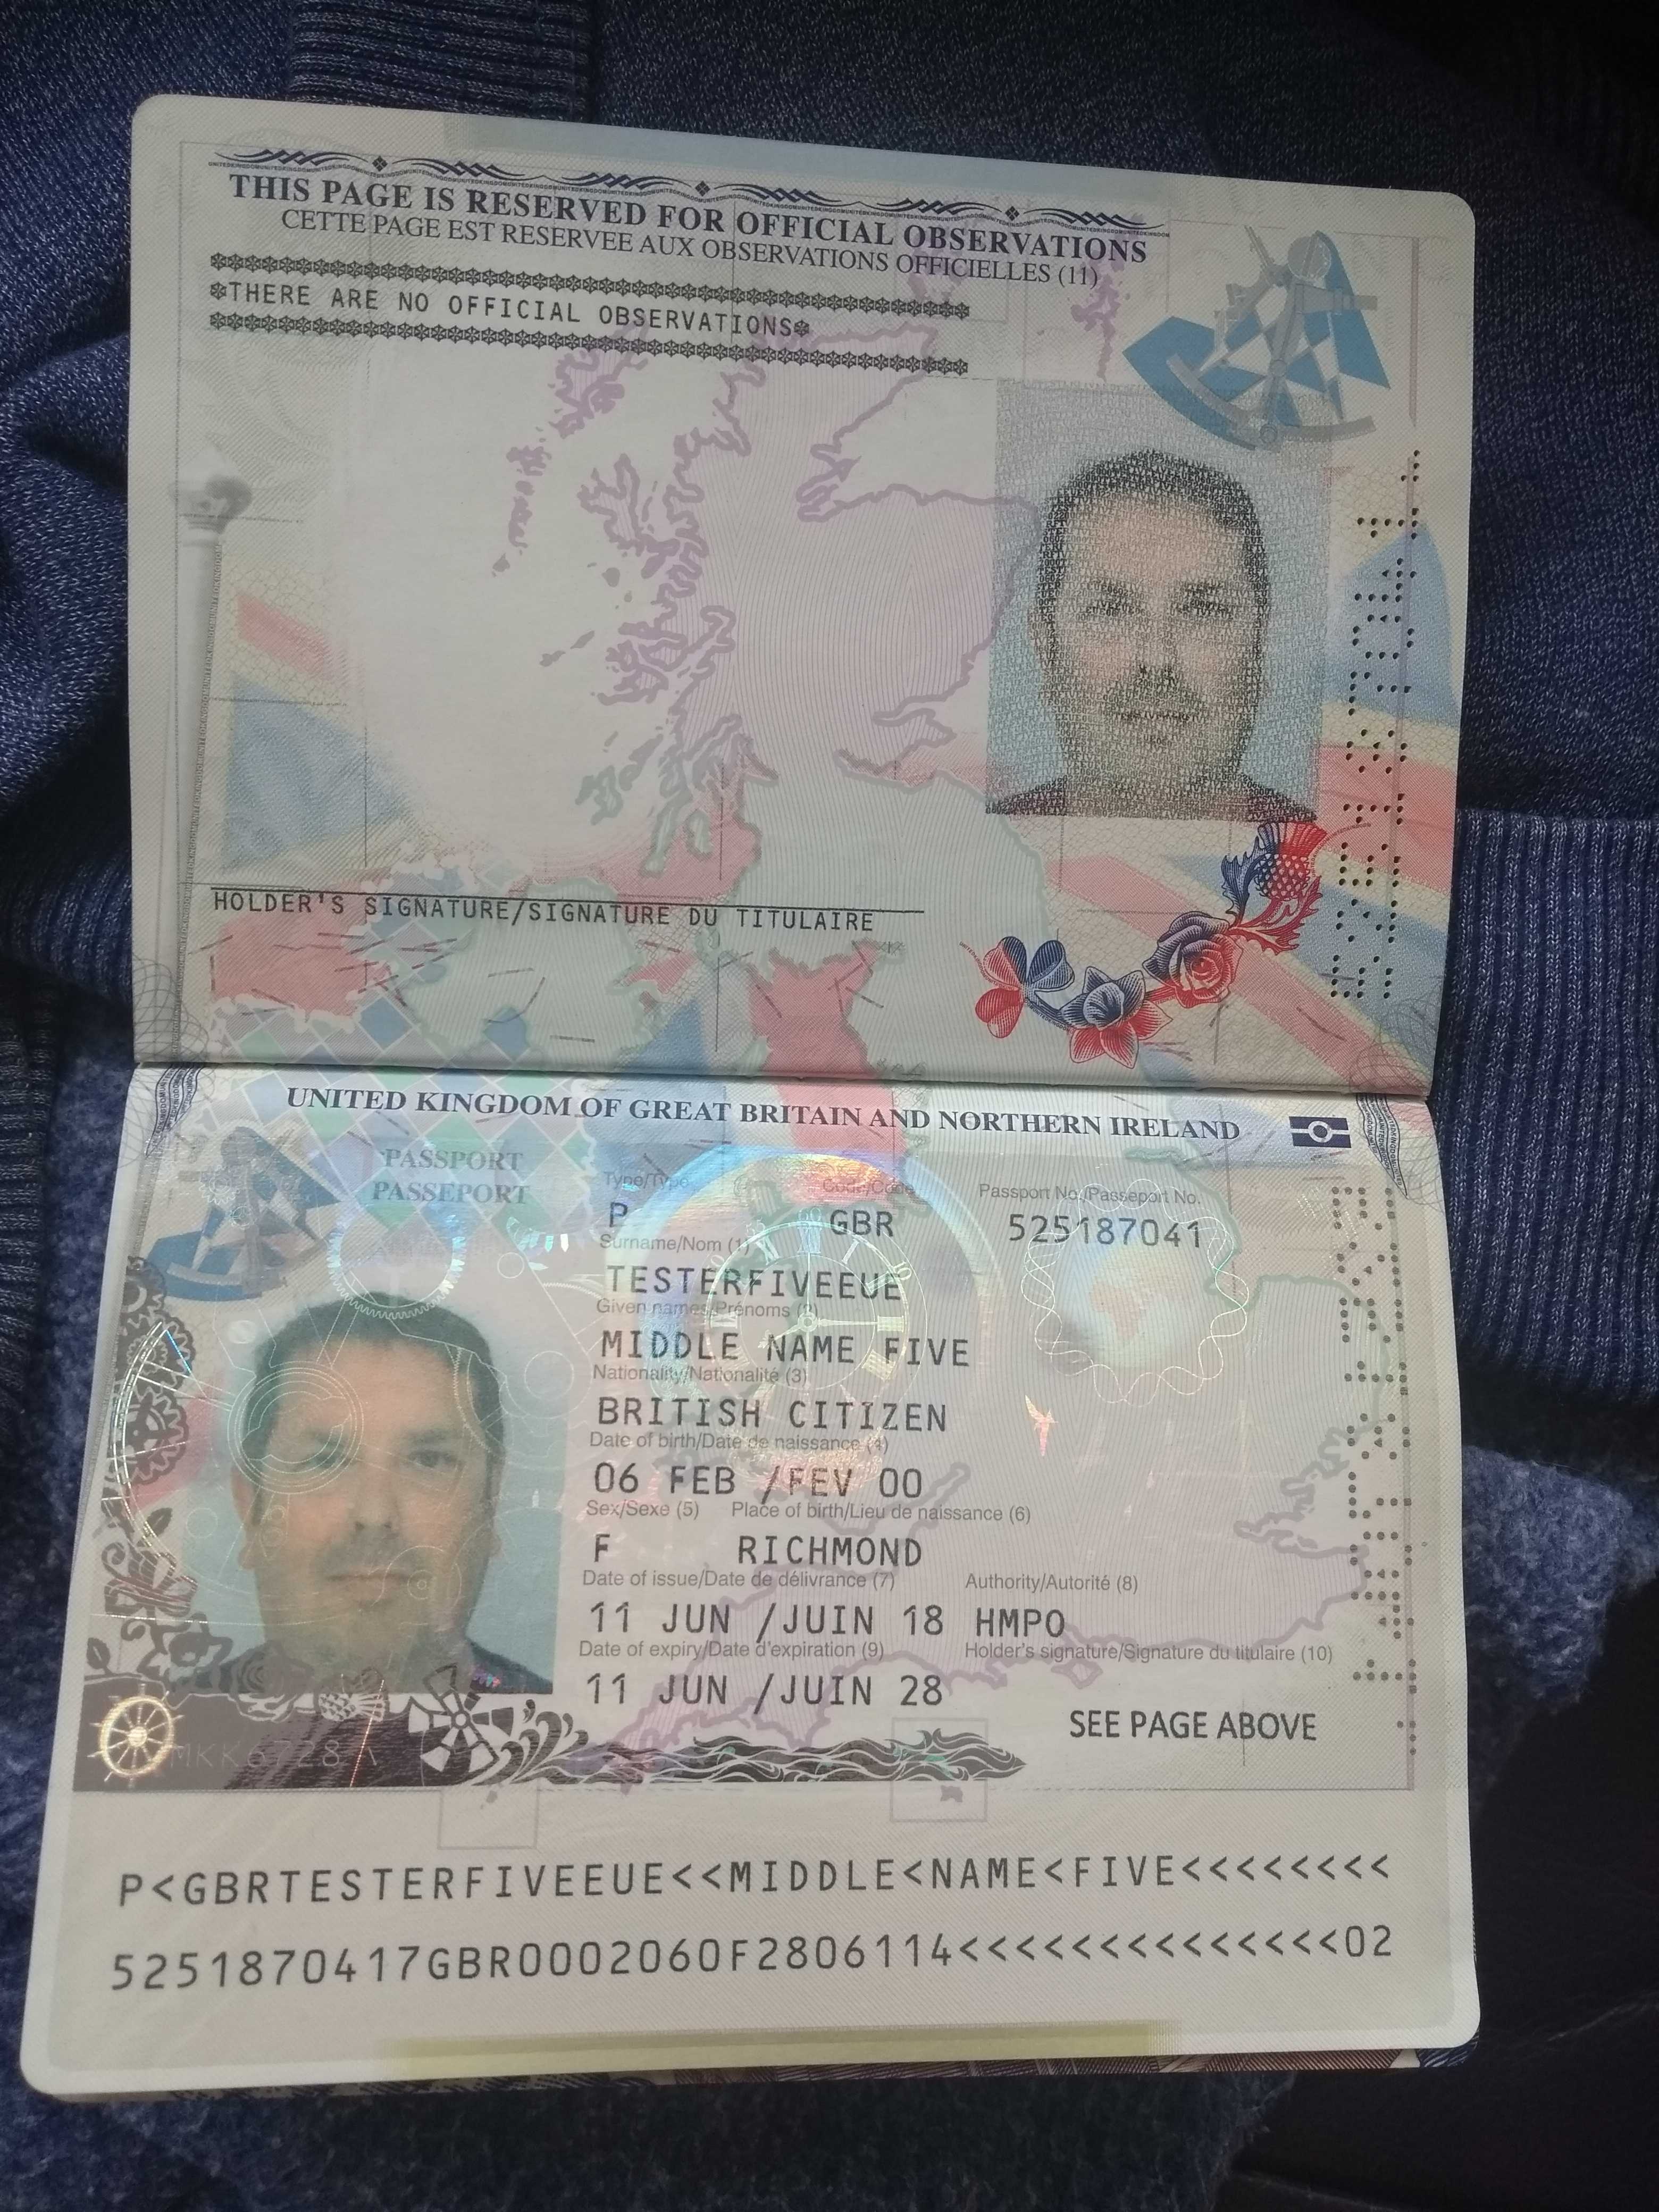 THIS PAGE IS RESERVED FOR OFFICIAL OBSERVATIONS
CETTE PAGE EST RESERVEE AUX OBSERVATIONS OFFICIELLES (11)
*THERE ARE NO OFFICIAL OBSERVATIONS*
HOLDER'S SIGNATURE/SIGNATURE DU TITULAIRE
UNITED KINGDOM OF GREAT BRITAIN AND NORTHERN IRELAND
PASSPORT
PASSEPORT
Type/Type Code/Code Passport No./Passeport No.
P GBR 525187041
Surname/Nom (1)
TESTERFIVEEUE
Given names/Prénoms (2)
MIDDLE NAME FIVE
Nationality/Nationalité (3)
BRITISH CITIZEN
Date of birth/Date de naissance (4)
06 FEB /FEV 00
Sex/Sexe (5) Place of birth/Lieu de naissance (6)
F RICHMOND
Date of issue/Date de délivrance (7) Authority/Autorité (8)
11 JUN /JUIN 18 HMPO
Date of expiry/Date d'expiration (9) Holder's signature/Signature du titulaire (10)
11 JUN /JUIN 28
SEE PAGE ABOVE
P<GBRTESTERFIVEEUE<<MIDDLE<NAME<FIVE<<<<<<<<
5251870417GBR0002060F2806114<<<<<<<<<<<<<<02